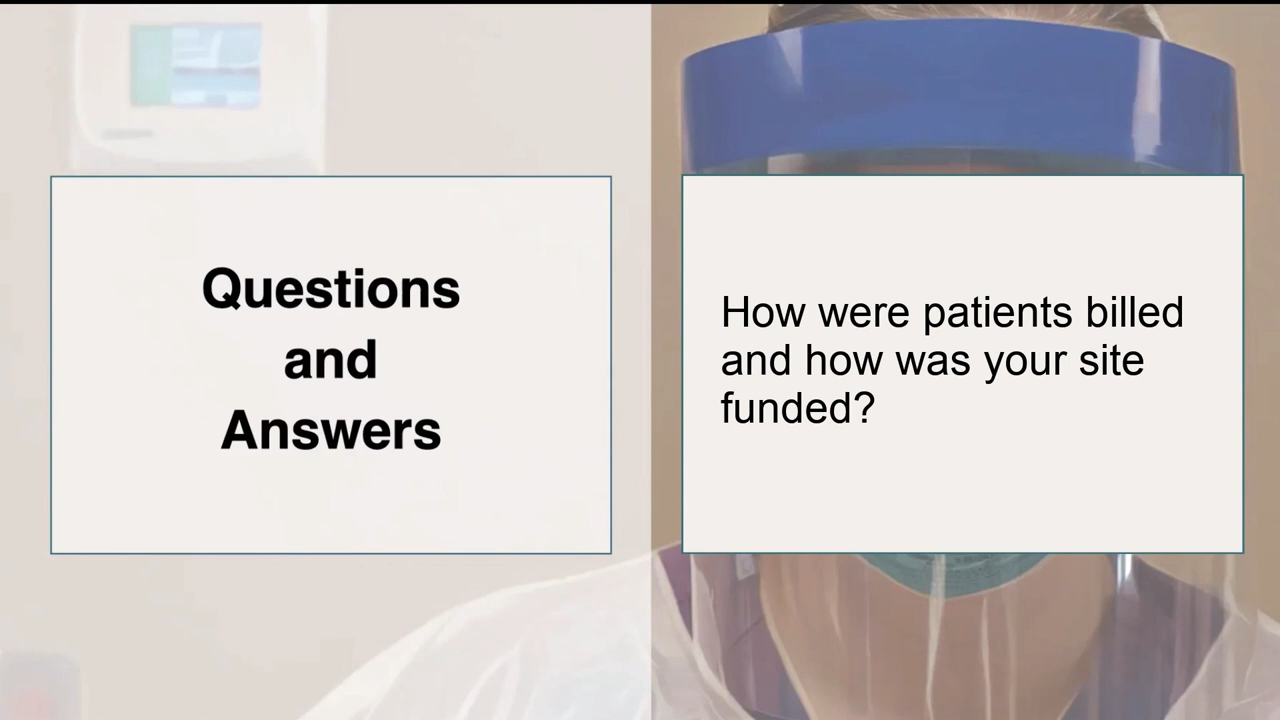 Questions
and
Answers
How were patients billed
and how was your site
funded?